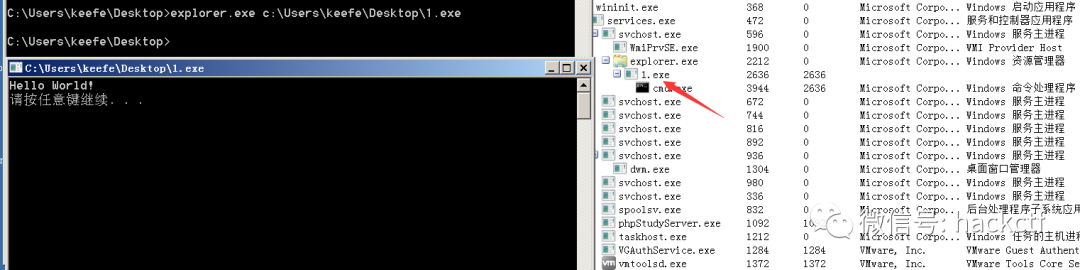 C:\Users\keefe\Desktop>explorer.exe c:\Users\keefe\Desktop\1.exe
C:\Users\keefe\Desktop>
C:\Users\keefe\Desktop\1.exe
Hello World!
请按任意键继续. . .
wininit.exe 368 0 Microsoft Corpo... Windows 启动应用程序
services.exe 472 0 Microsoft Corpo... 服务和控制器应用程序
svchost.exe 596 0 Microsoft Corpo... Windows 服务主进程
WmiPrvSE.exe 1900 0 Microsoft Corpo... VMI Provider Host
explorer.exe 2212 0 Microsoft Corpo... Windows 资源管理器
1.exe 2636 2636
cmd.exe 3944 2636 Microsoft Corpo... Windows 命令处理程序
svchost.exe 672 0 Microsoft Corpo... Windows 服务主进程
svchost.exe 744 0 Microsoft Corpo... Windows 服务主进程
svchost.exe 816 0 Microsoft Corpo... Windows 服务主进程
svchost.exe 892 0 Microsoft Corpo... Windows 服务主进程
svchost.exe 936 0 Microsoft Corpo... Windows 服务主进程
dwm.exe 1304 0 Microsoft Corpo... 桌面窗口管理器
svchost.exe 980 0 Microsoft Corpo... Windows 服务主进程
svchost.exe 336 0 Microsoft Corpo... Windows 服务主进程
spoolsv.exe 832 0 Microsoft Corpo... 后台处理程序子系统应用
phpStudyServer.exe 1092
taskhost.exe 1212 0 Microsoft Corpo... Windows 任务的主机进程
VGAuthService.exe 1284 1284 VMware, Inc. VMware Guest Authent
vmtoolsd.exe 1372 1372 VMware, Inc. VMware Tools Core Se
微信号: hackctf